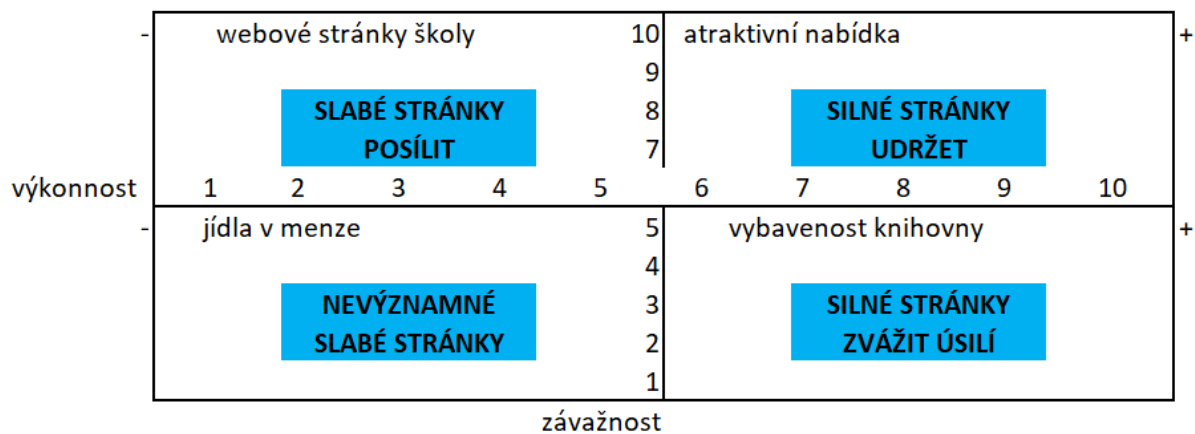 - webové stránky školy 10 atraktivní nabídka +
9
SLABÉ STRÁNKY 8 SILNÉ STRÁNKY
POSÍLIT 7 UDRŽET
výkonnost 1 2 3 4 5 6 7 8 9 10
- jídla v menze 5 vybavenost knihovny +
4
NEVÝZNAMNÉ 3 SILNÉ STRÁNKY
SLABÉ STRÁNKY 2 ZVÁŽIT ÚSILÍ
1
závažnost